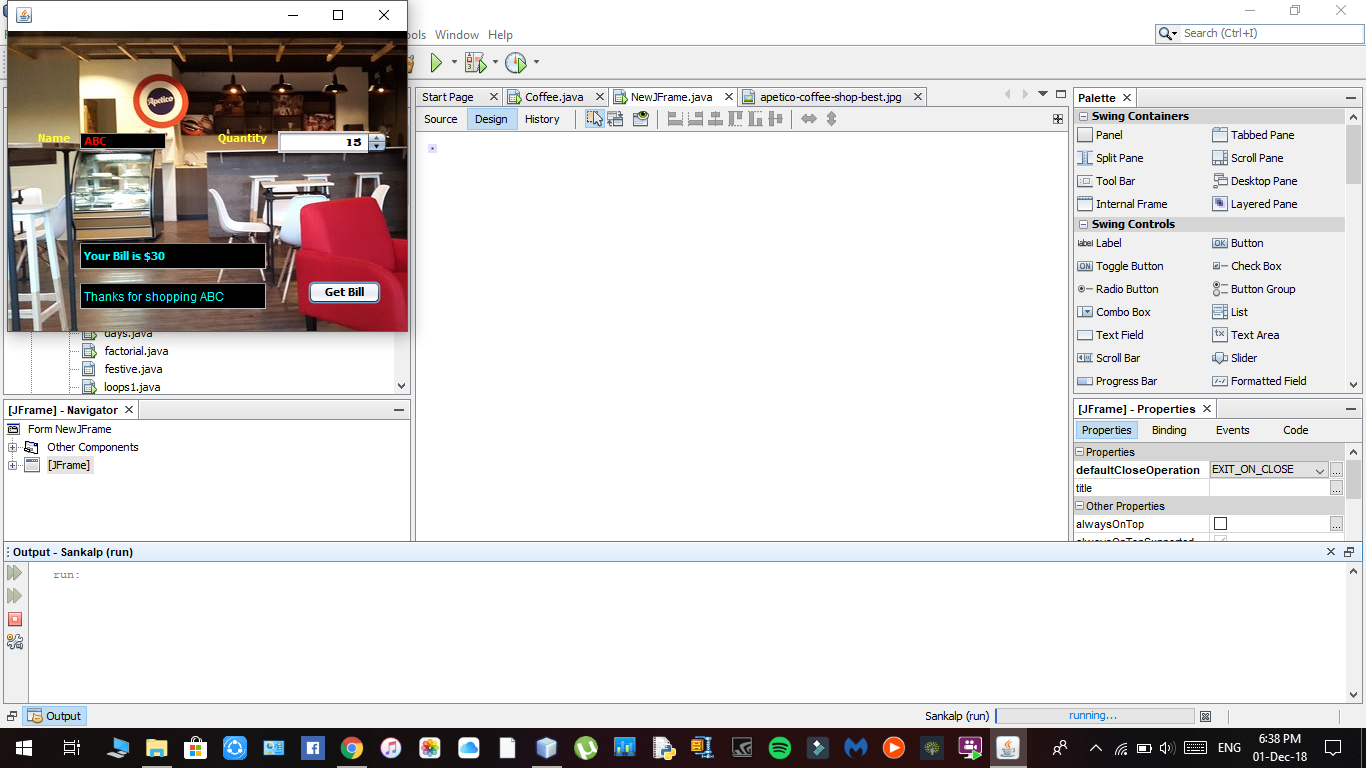 ools Window Help
Search (Ctrl+I)
Apetico
Name ABC Quantity 15
Your Bill is $30
Thanks for shopping ABC
Get Bill
days.java
factorial.java
festive.java
loops1.java
[JFrame] - Navigator
Form NewJFrame
Other Components
[JFrame]
Start Page Coffee.java NewJFrame.java apetico-coffee-shop-best.jpg
Source Design History
Palette
Swing Containers
Panel Tabbed Pane
Split Pane Scroll Pane
Tool Bar Desktop Pane
Internal Frame Layered Pane
Swing Controls
label Label OK Button
ON Toggle Button Check Box
Radio Button Button Group
Combo Box List
Text Field Text Area
Scroll Bar Slider
Progress Bar Formatted Field
[JFrame] - Properties
Properties Binding Events Code
Properties
defaultCloseOperation EXIT_ON_CLOSE ...
title ...
Other Properties
alwaysOnTop ...
alwaysOnTopSupported
Output - Sankalp (run)
run:
Output
Sankalp (run) running...
ENG
6:38 PM
01-Dec-18